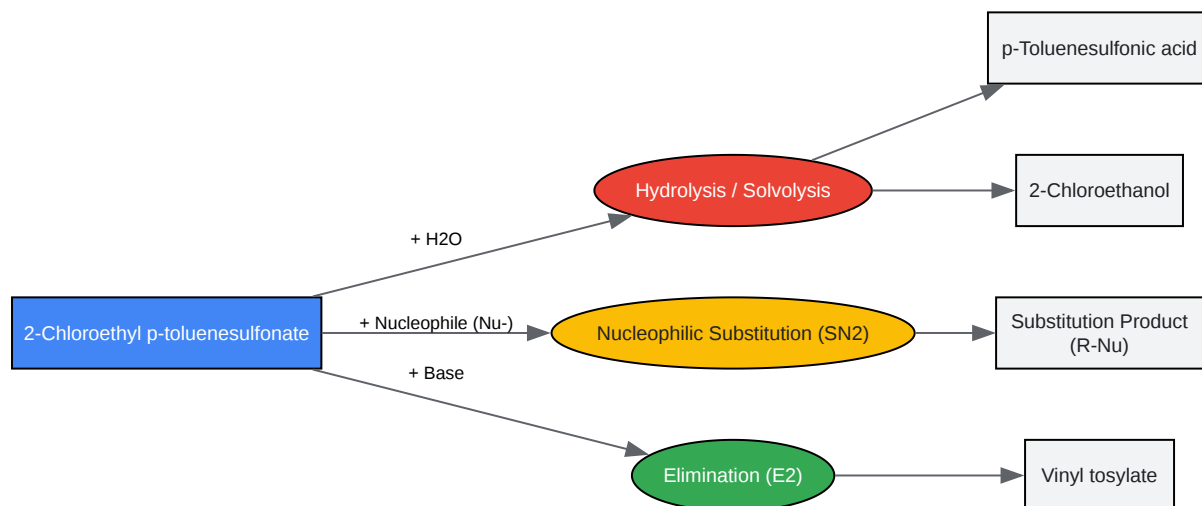 p-Toluenesulfonic acid
Hydrolysis / Solvolysis
2-Chloroethanol
+ H2O
2-Chloroethyl p-toluenesulfonate
+ Nucleophile (Nu-)
Nucleophilic Substitution (SN2)
Substitution Product
(R-Nu)
+ Base
Elimination (E2)
Vinyl tosylate